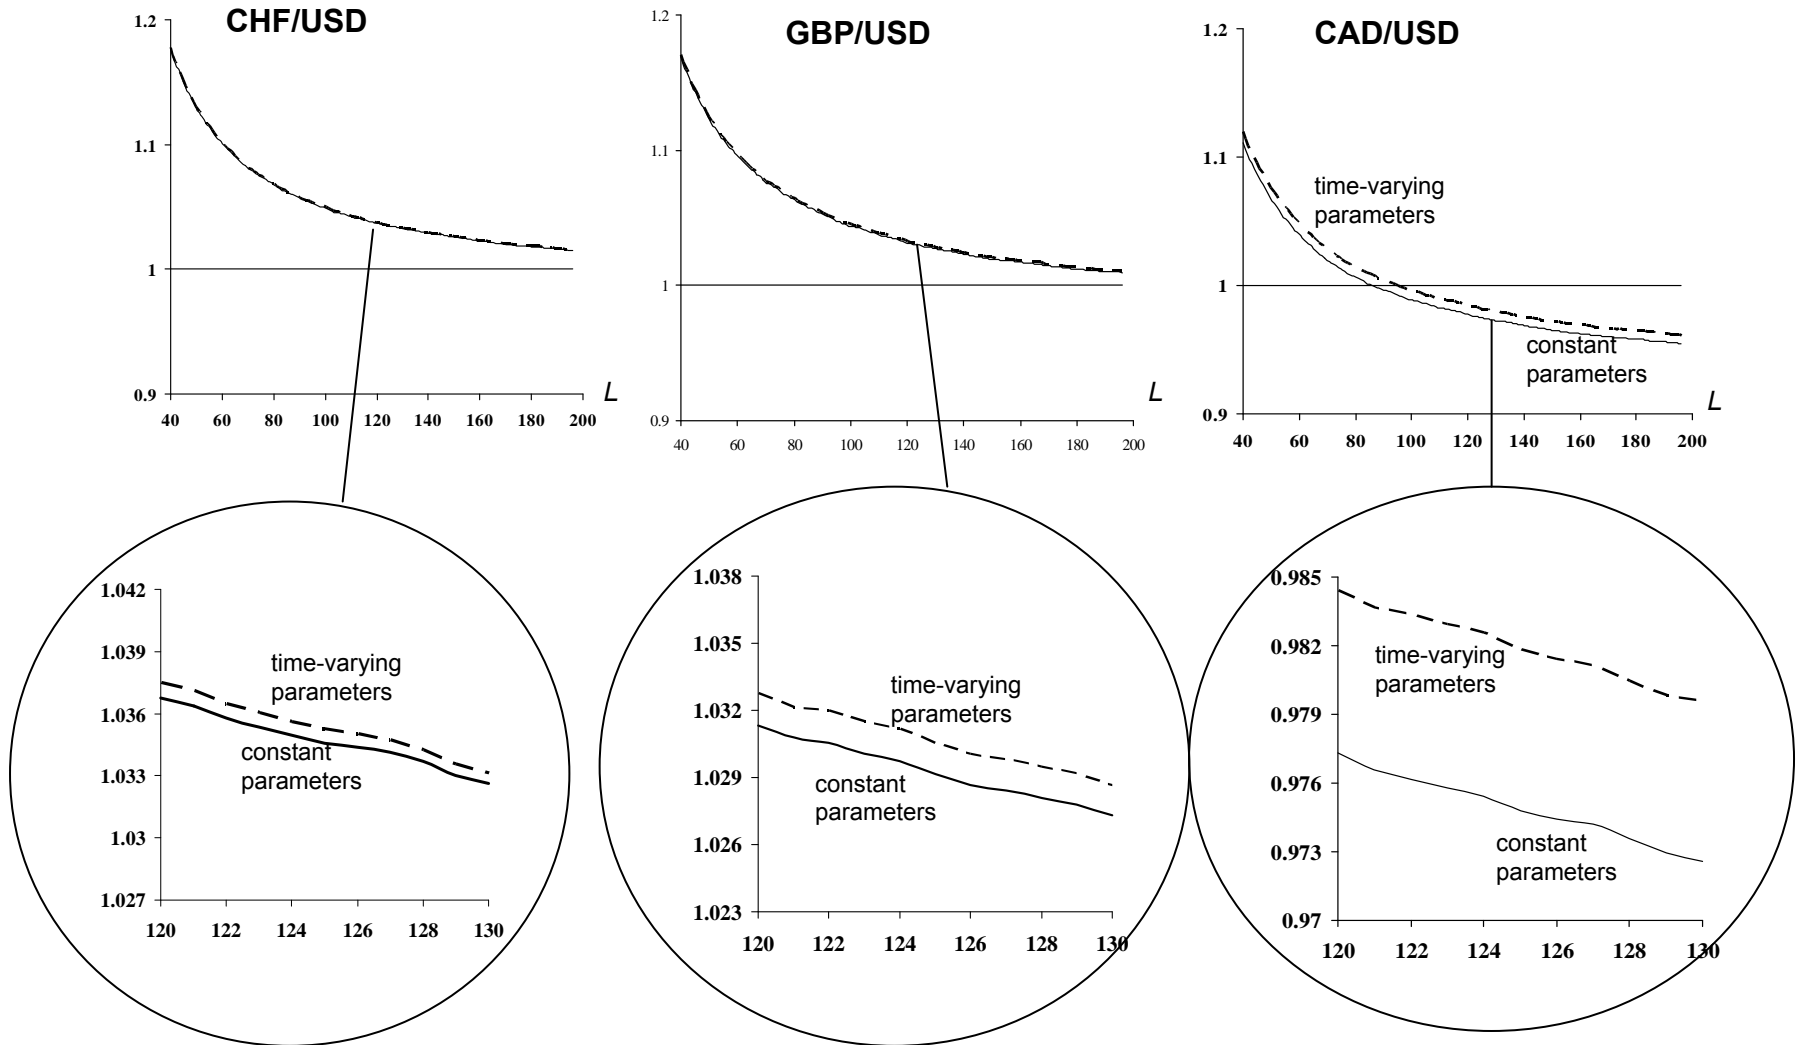 CHF/USD
1.2
1.1
1
0.9
40 60 80 100 120 140 160 180 200
L
GBP/USD
1.2
1.1
1
0.9
40 60 80 100 120 140 160 180 200
L
CAD/USD
1.2
1.1
1
0.9
time-varying
parameters
constant
parameters
40 60 80 100 120 140 160 180 200
L
1.042
1.039
1.036
1.033
1.03
1.027
time-varying
parameters
constant
parameters
120 122 124 126 128 130
1.038
1.035
1.032
1.029
1.026
1.023
time-varying
parameters
constant
parameters
120 122 124 126 128 130
0.985
0.982
0.979
0.976
0.973
0.97
time-varying
parameters
constant
parameters
120 122 124 126 128 130